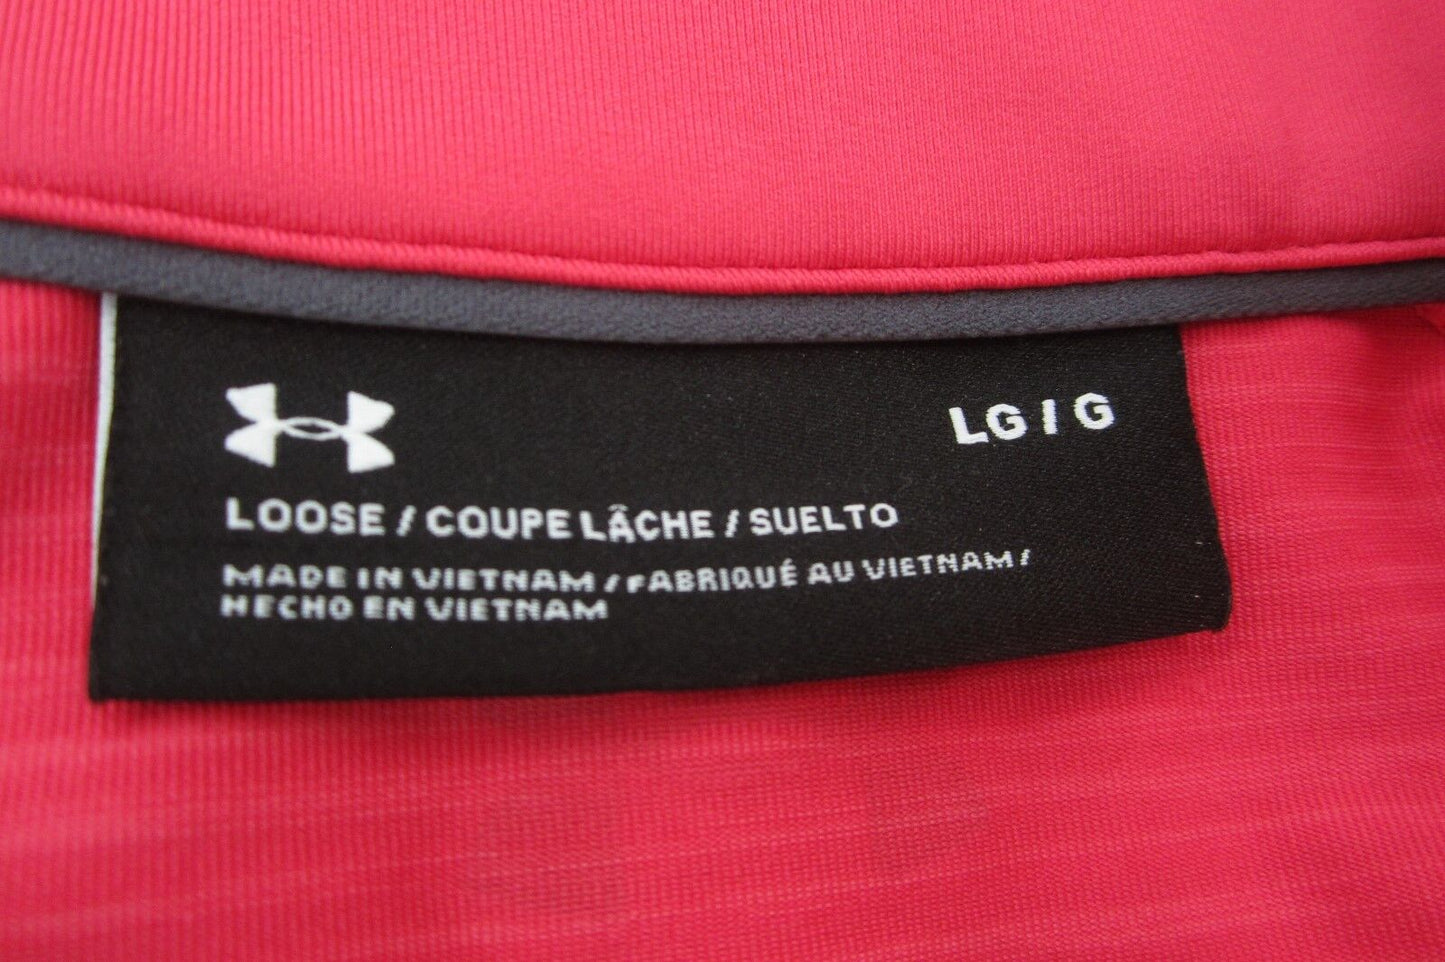 LG / G
LOOSE / COUPE LÂCHE / SUELTO
MADE IN VIETNAM / FABRIQUÉ AU VIETNAM /
HECHO EN VIETNAM